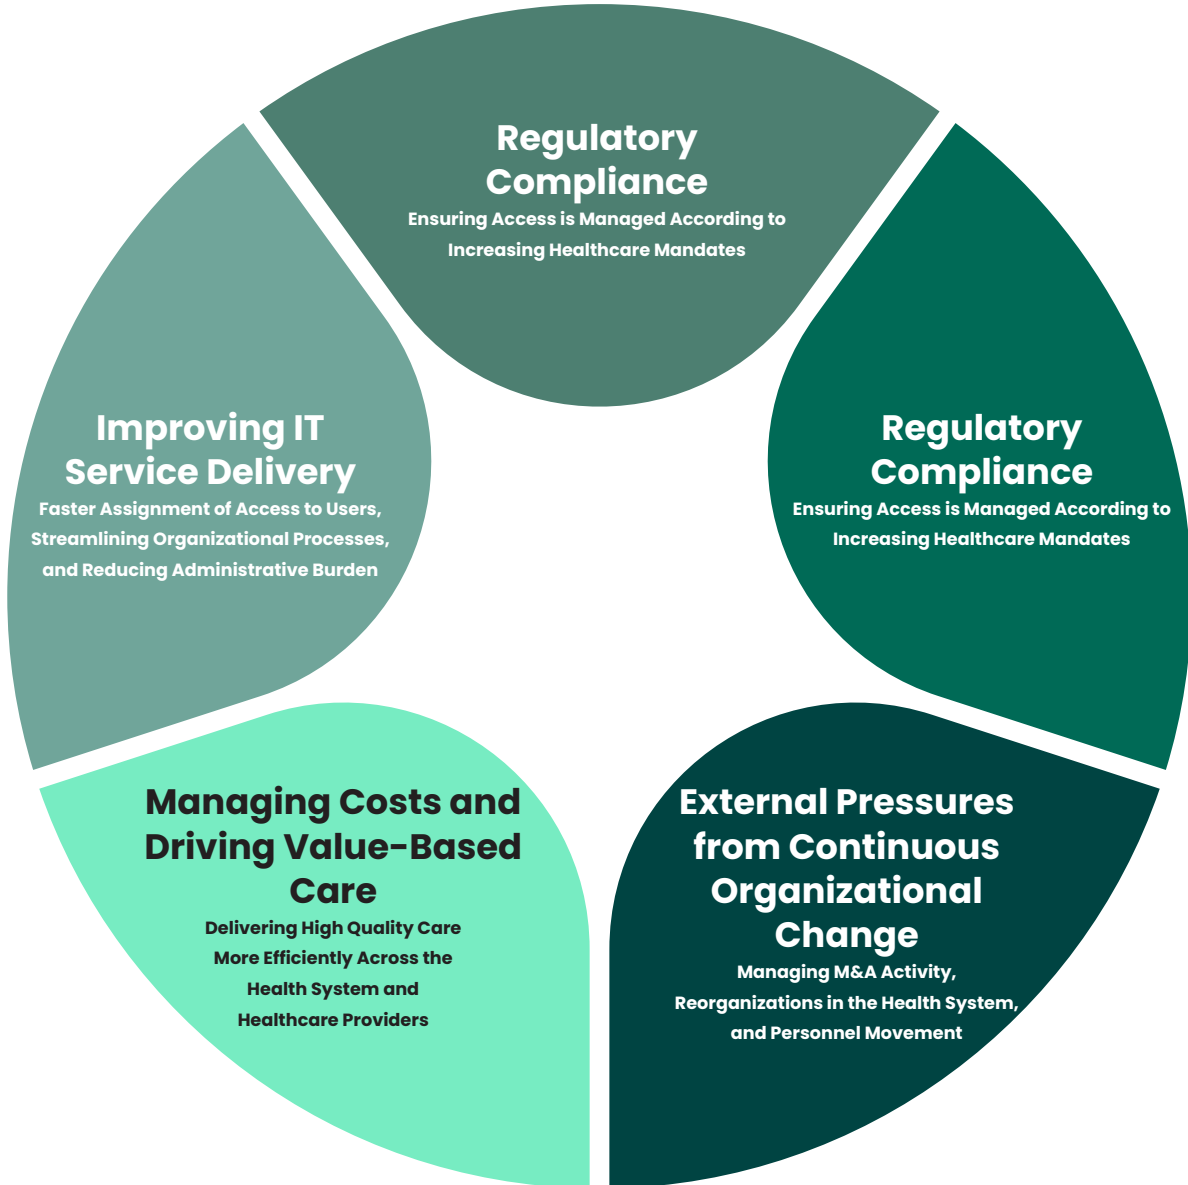 Regulatory
Compliance
Ensuring Access is Managed According to
Increasing Healthcare Mandates
Regulatory
Compliance
Ensuring Access is Managed According to
Increasing Healthcare Mandates
External Pressures
from Continuous
Organizational
Change
Managing M&A Activity,
Reorganizations in the Health System,
and Personnel Movement
Managing Costs and
Driving Value-Based
Care
Delivering High Quality Care
More Efficiently Across the
Health System and
Healthcare Providers
Improving IT
Service Delivery
Faster Assignment of Access to Users,
Streamlining Organizational Processes,
and Reducing Administrative Burden